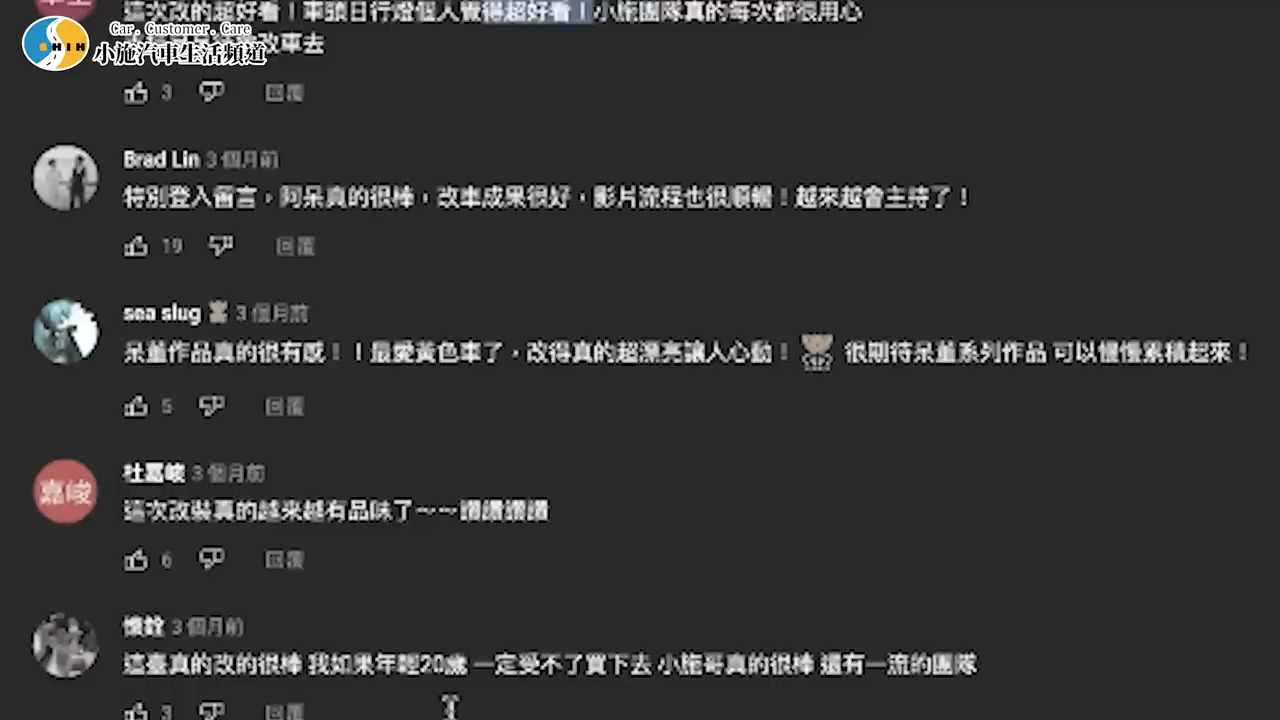 這次改的超好看！車頭日行燈個人覺得超好看！小施團隊真的每次都很用心
Car. Customer. Care
SHIH
小施汽車生活頻道
改車去
3 回覆
Brad Lin 3 個月前
特別登入留言，阿呆真的很棒，改車成果很好，影片流程也很順暢！越來越會主持了！
19 回覆
sea slug 3 個月前
呆董作品真的很有感！！最愛黃色車了，改得真的超漂亮讓人心動！ 很期待呆董系列作品 可以慢慢累積起來！
5 回覆
嘉峻
杜嘉峻 3 個月前
這次改裝真的越来越有品味了～～讚讚讚讚
6 回覆
懷銓 3 個月前
這臺真的改的很棒 我如果年輕20歲 一定受不了買下去 小施哥真的很棒 還有一流的團隊
3 回覆